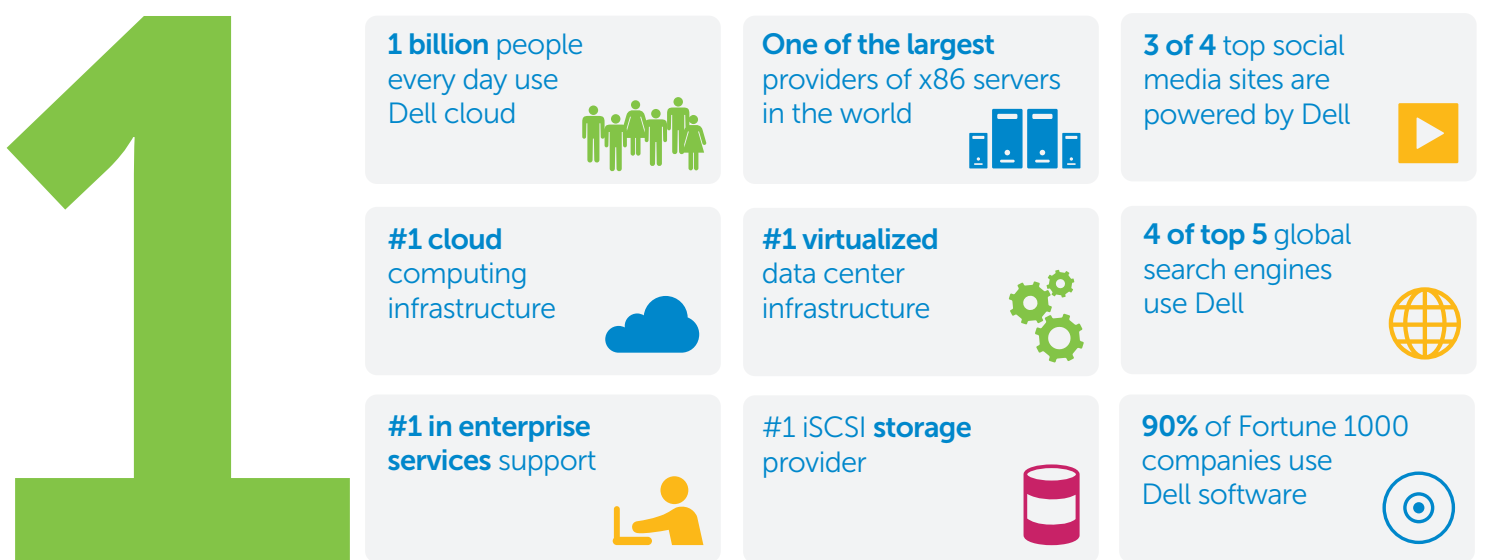 1
1 billion people
every day use
Dell cloud
One of the largest
providers of x86 servers
in the world
3 of 4 top social
media sites are
powered by Dell
#1 cloud
computing
infrastructure
#1 virtualized
data center
infrastructure
4 of top 5 global
search engines
use Dell
#1 in enterprise
services support
#1 iSCSI storage
provider
90% of Fortune 1000
companies use
Dell software